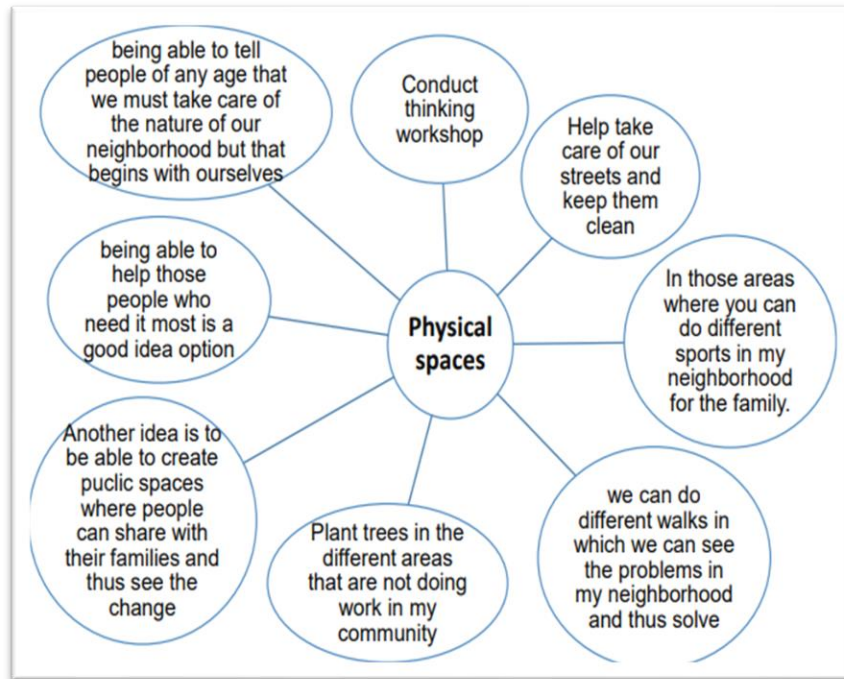 being able to tell
people of any age that
we must take care of
the nature of our
neighborhood but that
begins with ourselves
Conduct
thinking
workshop
Help take
care of our
streets and
keep them
clean
being able to
help those
people who
need it most is a
good idea option
Physical
spaces
In those areas
where you can
do different
sports in my
neighborhood
for the family.
Another idea is to
be able to create
puclic spaces
where people
can share with
their families and
thus see the
change
Plant trees in the
different areas
that are not doing
work in my
community
we can do
different walks in
which we can see
the problems in
my neighborhood
and thus solve